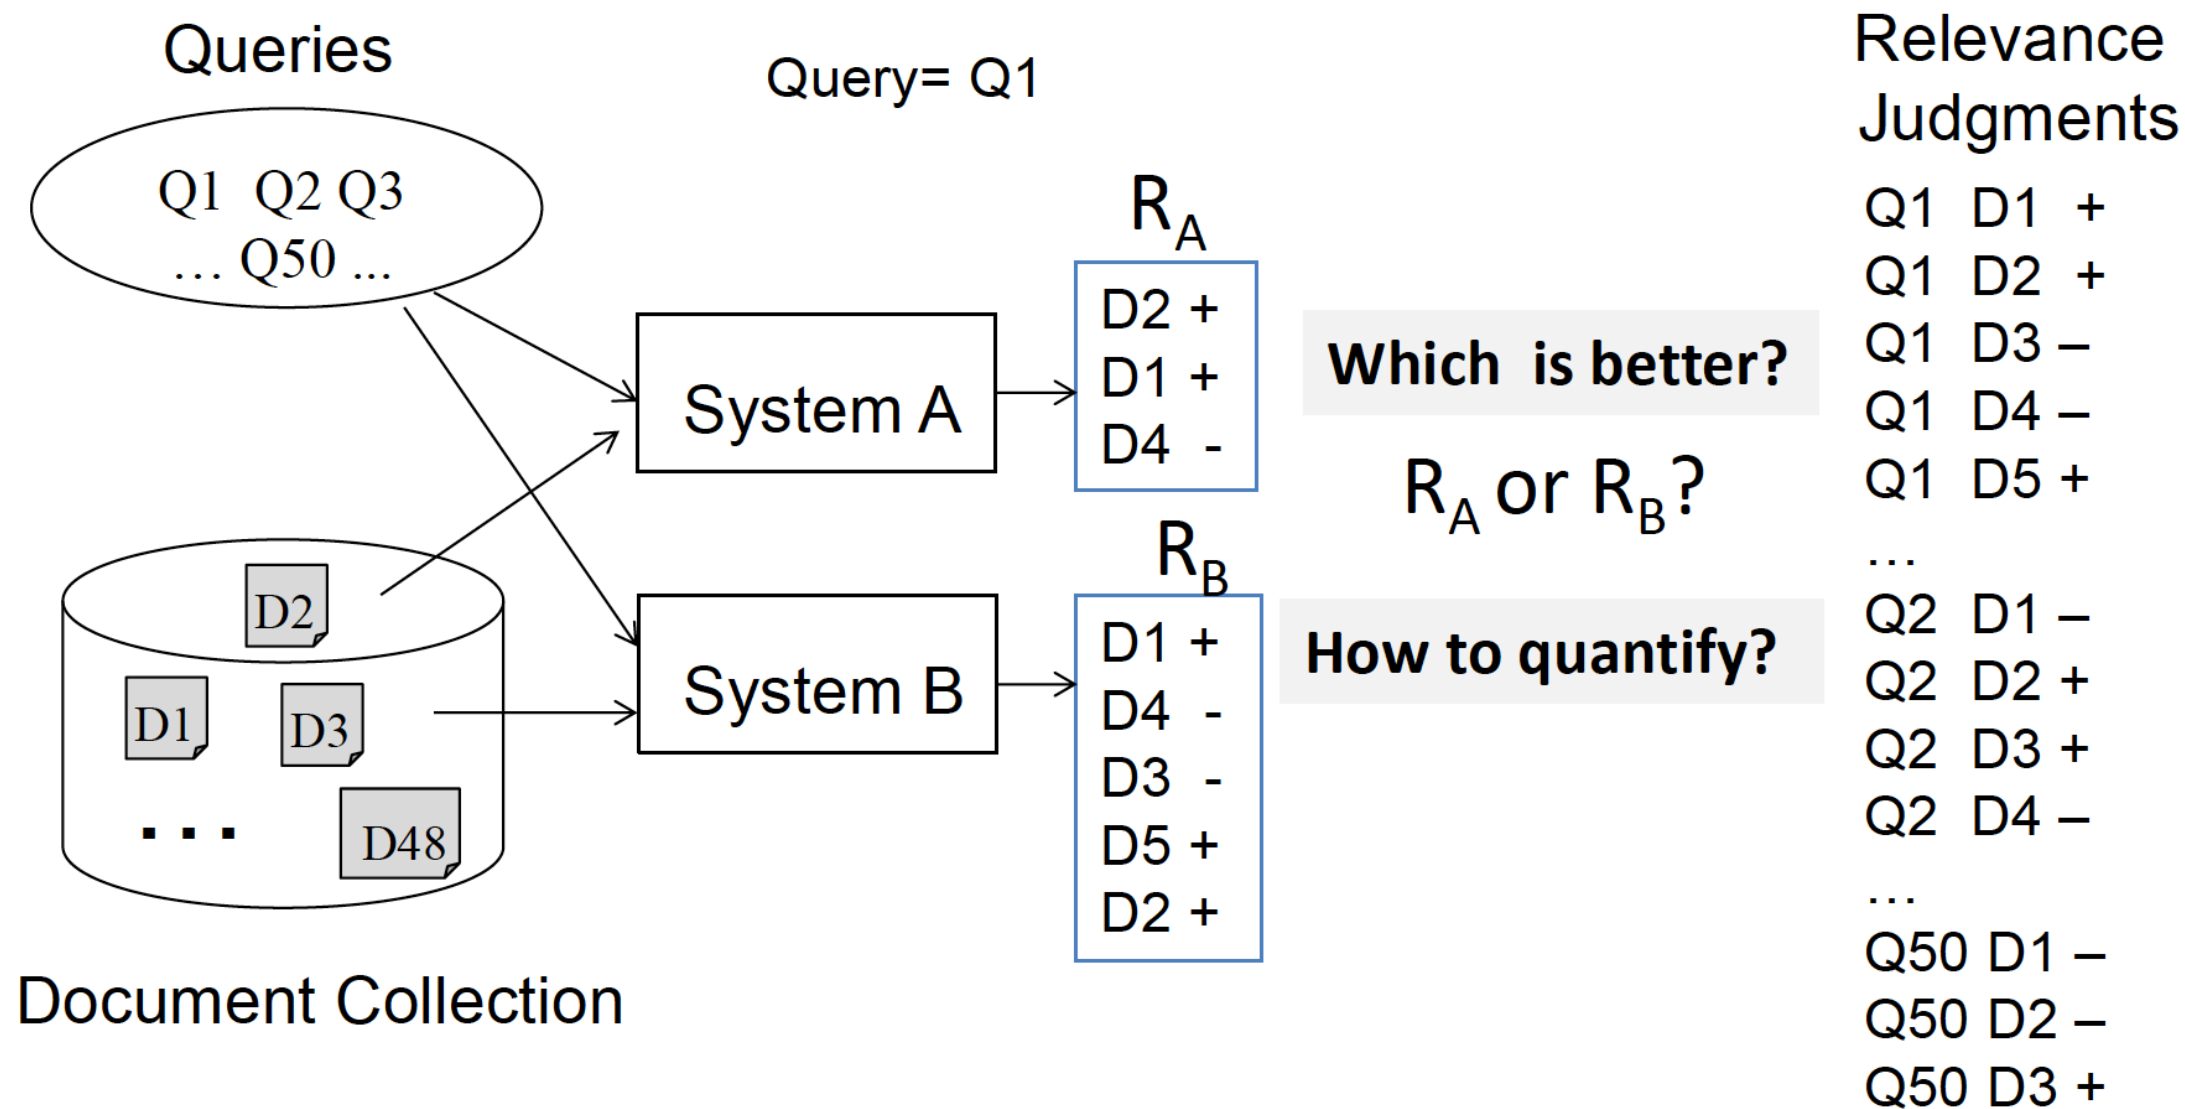 Queries
Q1 Q2 Q3
... Q50 ...
Query= Q1
System A
System B
D2
D1
D3
...
D48
Document Collection
RA
D2 +
D1 +
D4 -
RB
D1 +
D4 -
D3 -
D5 +
D2 +
Which is better?
RA or RB?
How to quantify?
Relevance
Judgments
Q1 D1 +
Q1 D2 +
Q1 D3 –
Q1 D4 –
Q1 D5 +
...
Q2 D1 –
Q2 D2 +
Q2 D3 +
Q2 D4 –
...
Q50 D1 –
Q50 D2 –
Q50 D3 +